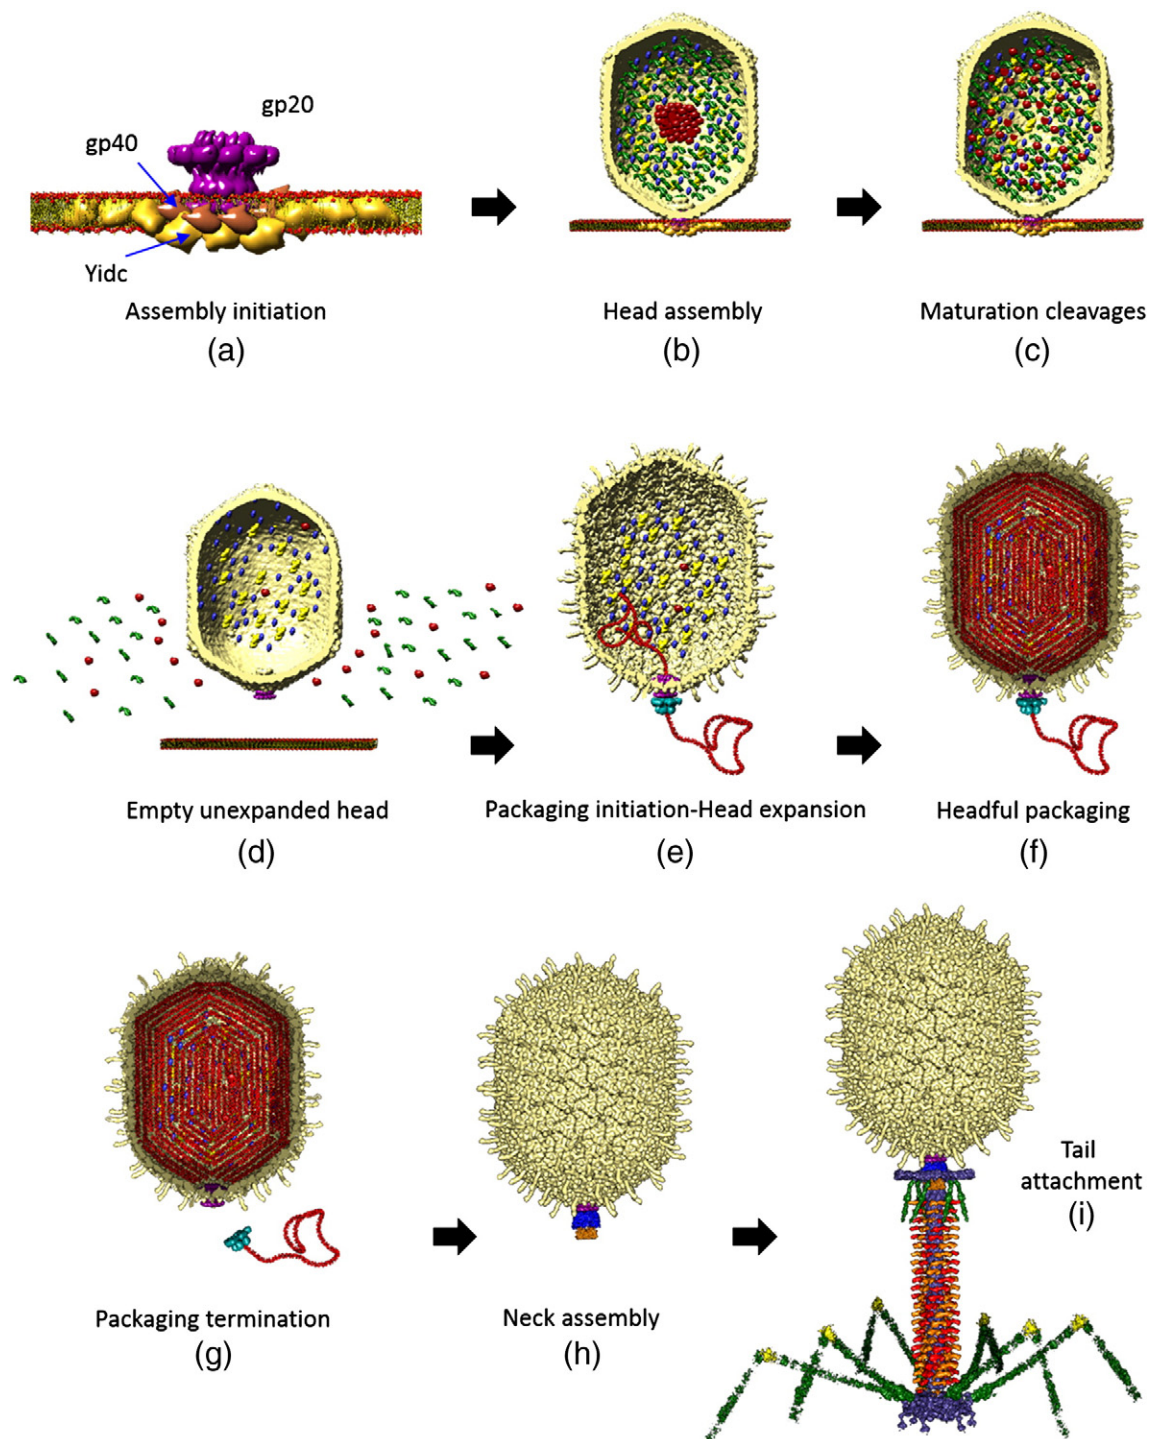 gp20
gp40
Yidc
Assembly initiation
(a)
Head assembly
(b)
Maturation cleavages
(c)
Empty unexpanded head
(d)
Packaging initiation-Head expansion
(e)
Headful packaging
(f)
Packaging termination
(g)
Neck assembly
(h)
Tail
attachment
(i)